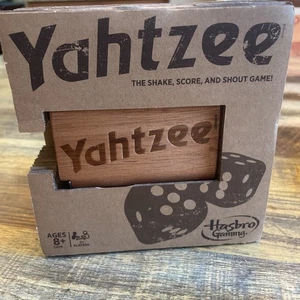 Yahtzee
THE SHAKE, SCORE, AND SHOUT GAME!
Yahtzee
AGES
8+
Hasbro
Gaming